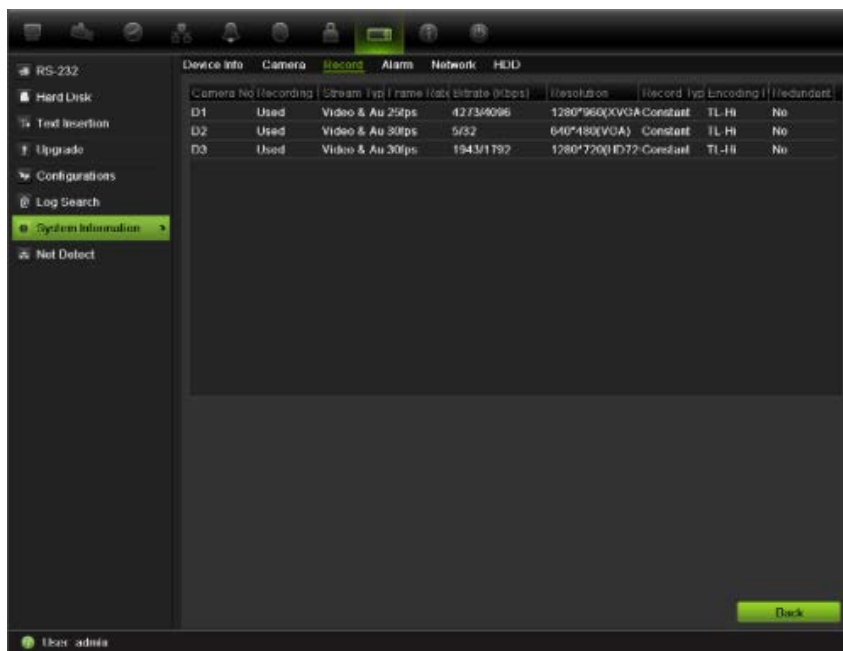 Device Info Camera Record Alarm Network HDD
RS-232
Hard Disk
Text Insertion
Upgrade
Configurations
Log Search
System Information
Net Detect
Camera No Recording Stream Typ Frame Rate Bitrate (Kbps) Resolution Record Typ Encoding Redundant
D1 Used Video & Au 25fps 4273/4096 1280*960(XVGA Constant TL-Hi No
D2 Used Video & Au 30fps 5/32 640*480(VGA) Constant TL-Hi No
D3 Used Video & Au 30fps 1943/1792 1280*720(HD72 Constant TL-Hi No
Back
User: admin